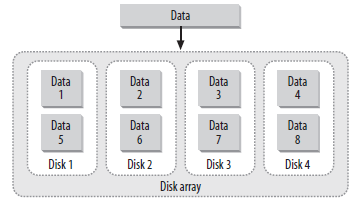 Data
Data Data Data Data
1 2 3 4
Data Data Data Data
5 6 7 8
Disk 1 Disk 2 Disk 3 Disk 4
Disk array